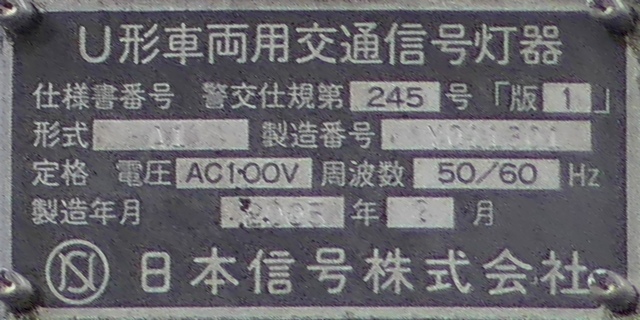 U形車両用交通信号灯器
仕様書番号 警交仕規第 245 号 「版 1 」
形式 製造番号
定格 電圧 AC100V 周波数 50/60 Hz
製造年月 年 月
日本信号株式会社